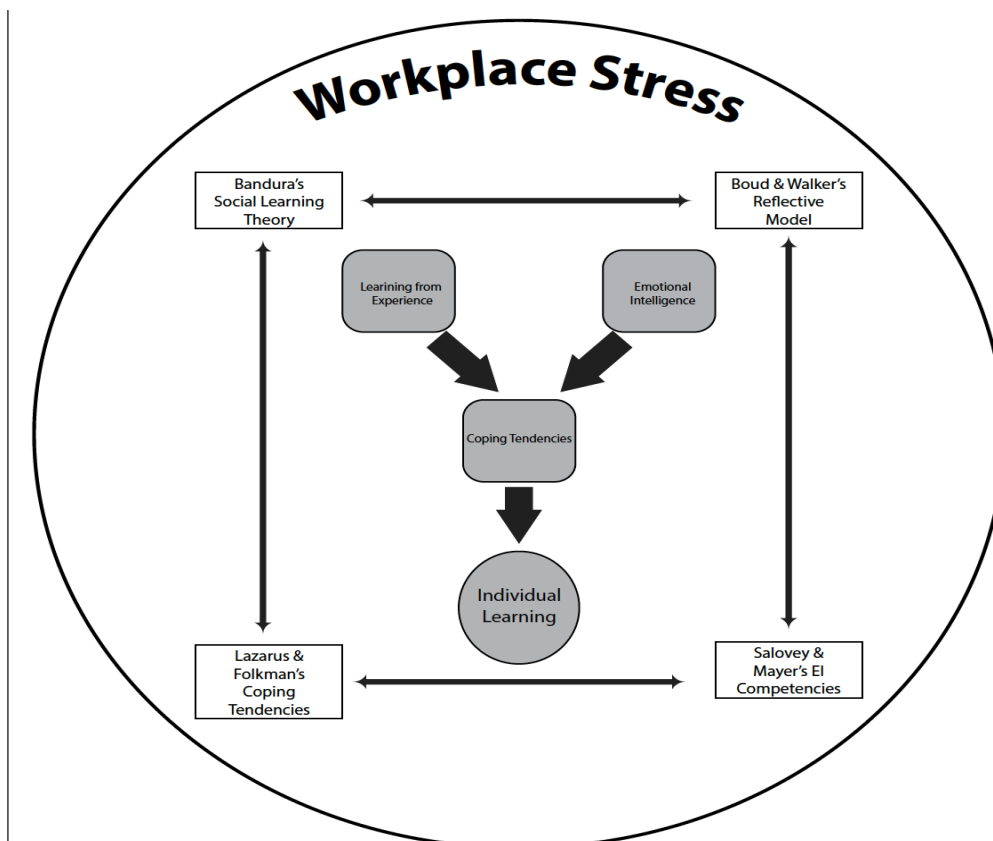 Workplace Stress
Bandura's
Social Learning
Theory
Boud & Walker's
Reflective
Model
Learining from
Experience
Emotional
Intelligence
Coping Tendencies
Individual
Learning
Lazarus &
Folkman's
Coping
Tendencies
Salovey &
Mayer's EI
Competencies